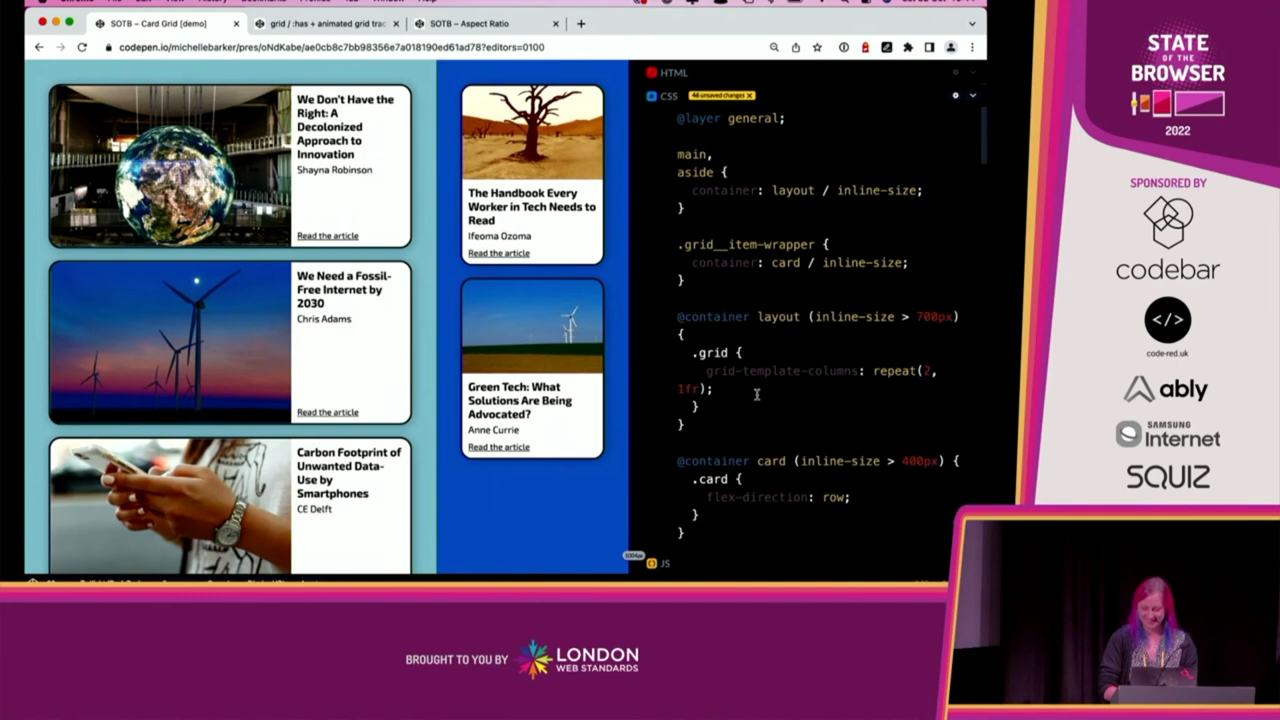 SOTB – Card Grid [demo]
grid / :has + animated grid trac
SOTB – Aspect Ratio
codepen.io/michellebarker/pres/oNdKabe/ae0cb8c7bb98356e7a018190ed61ad78?editors=0100
We Don't Have the
Right: A
Decolonized
Approach to
Innovation
Shayna Robinson
Read the article
We Need a Fossil-
Free Internet by
2030
Chris Adams
Read the article
Carbon Footprint of
Unwanted Data-
Use by
Smartphones
CE Delft
The Handbook Every
Worker in Tech Needs to
Read
Ifeoma Ozoma
Read the article
Green Tech: What
Solutions Are Being
Advocated?
Anne Currie
Read the article
HTML
CSS 46 unsaved changes X
@layer general;
main,
aside {
container: layout / inline-size;
}
.grid__item-wrapper {
container: card / inline-size;
}
@container layout (inline-size > 700px)
{
.grid {
grid-template-columns: repeat(2,
1fr);
}
}
@container card (inline-size > 400px) {
.card {
flex-direction: row;
}
}
JS
STATE
OF THE
BROWSER
2022
SPONSORED BY
codebar
</>
code-red.uk
ably
SAMSUNG
Internet
SQUIZ
BROUGHT TO YOU BY
LONDON
WEB STANDARDS